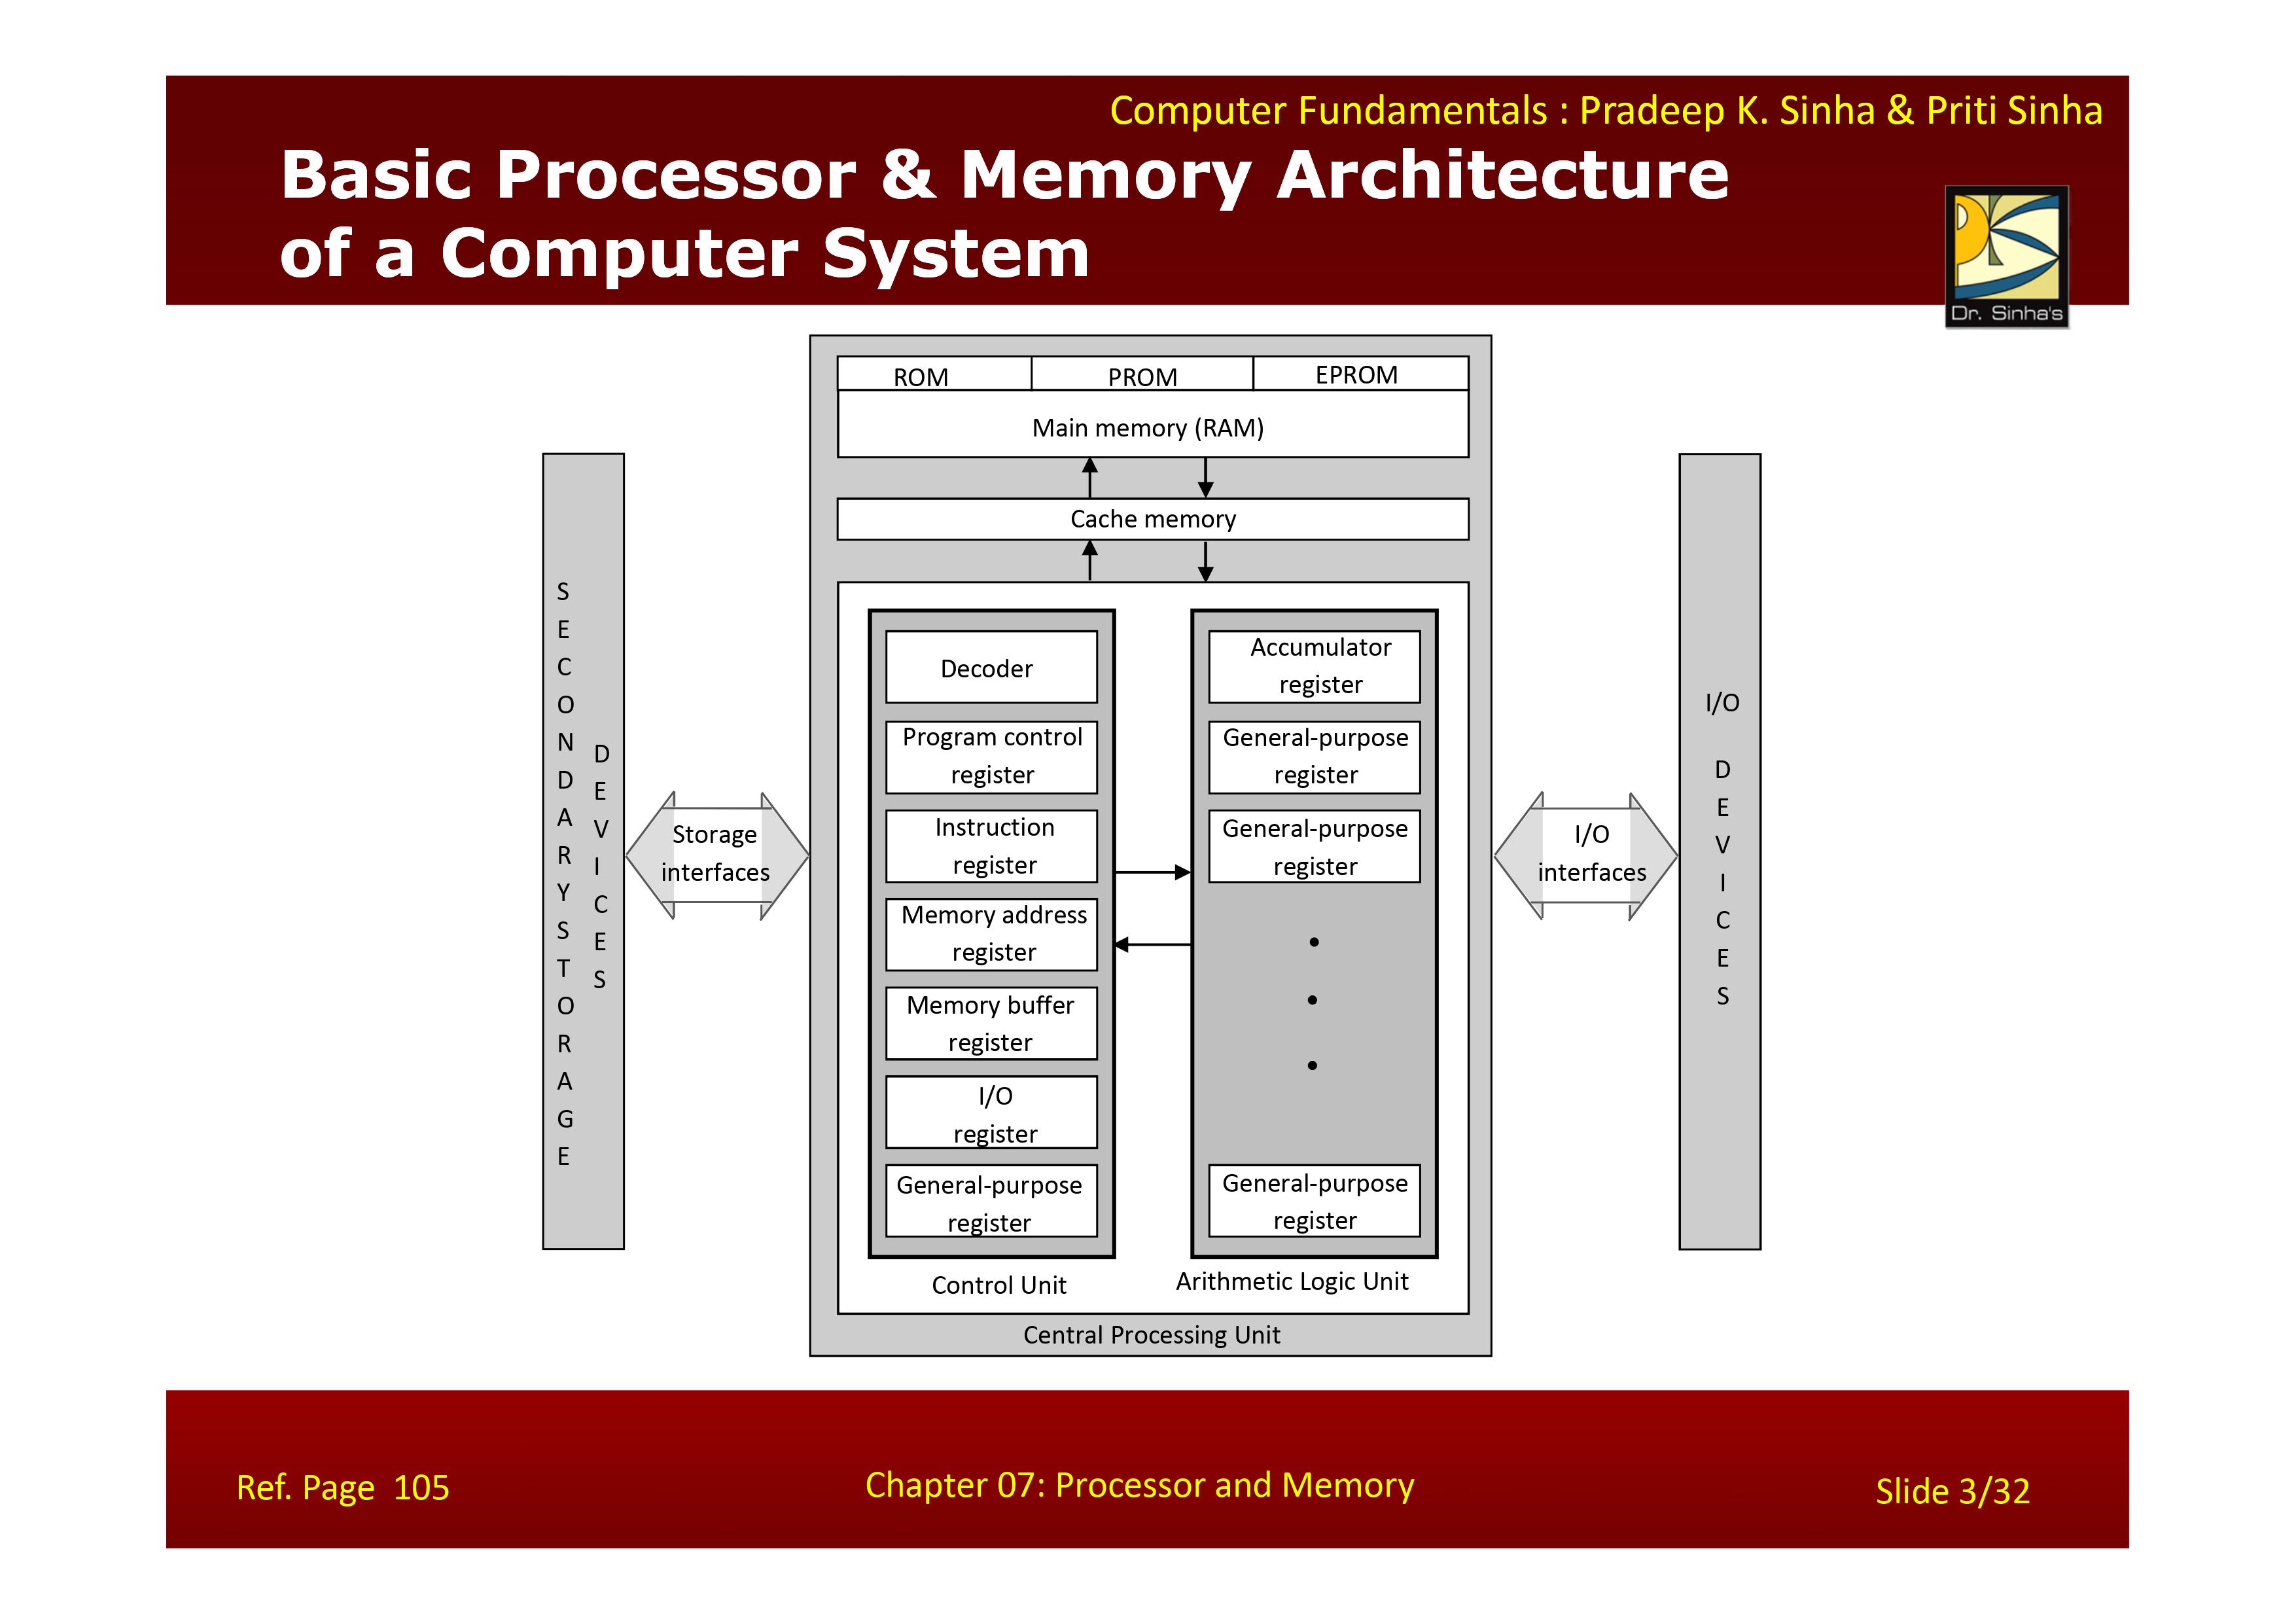 Computer Fundamentals : Pradeep K. Sinha & Priti Sinha
Basic Processor & Memory Architecture
of a Computer System
Dr. Sinha's
ROM
PROM
EPROM
Main memory (RAM)
Cache memory
SECONDARY STORAGE
DEVICES
Storage
interfaces
Decoder
Program control
register
Instruction
register
Memory address
register
Memory buffer
register
I/O
register
General-purpose
register
Control Unit
Accumulator
register
General-purpose
register
General-purpose
register
General-purpose
register
Arithmetic Logic Unit
Central Processing Unit
I/O
interfaces
I/O
DEVICES
Ref. Page 105
Chapter 07: Processor and Memory
Slide 3/32